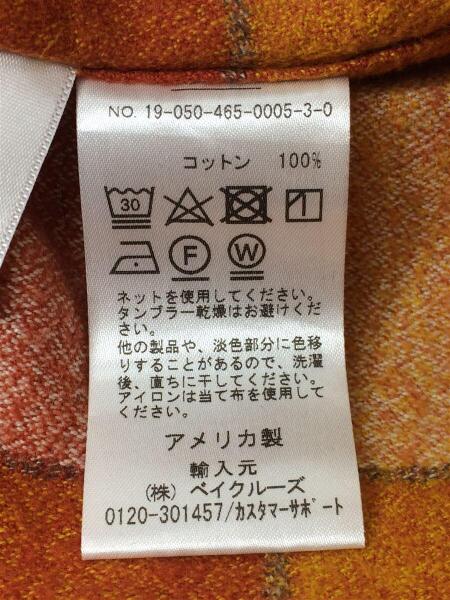 NO. 19-050-465-0005-3-0
コットン 100%
30
F W
ネットを使用してください。
タンブラー乾燥はお避けくだ
さい。
他の製品や、淡色部分に色移
りすることがあるので、洗濯
後、直ちに干してください。
アイロンは当て布を使用して
ください。
アメリカ製
輸入元
(株) ベイクルーズ
0120-301457/カスタマーサポート